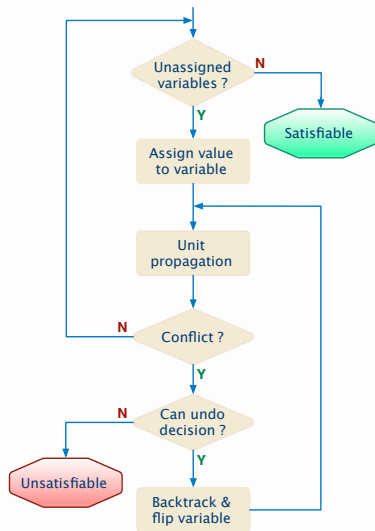 Unassigned
variables ?
N
Y
Satisfiable
Assign value
to variable
Unit
propagation
N
Conflict ?
Y
N
Can undo
decision ?
Y
Unsatisfiable
Backtrack &
flip variable